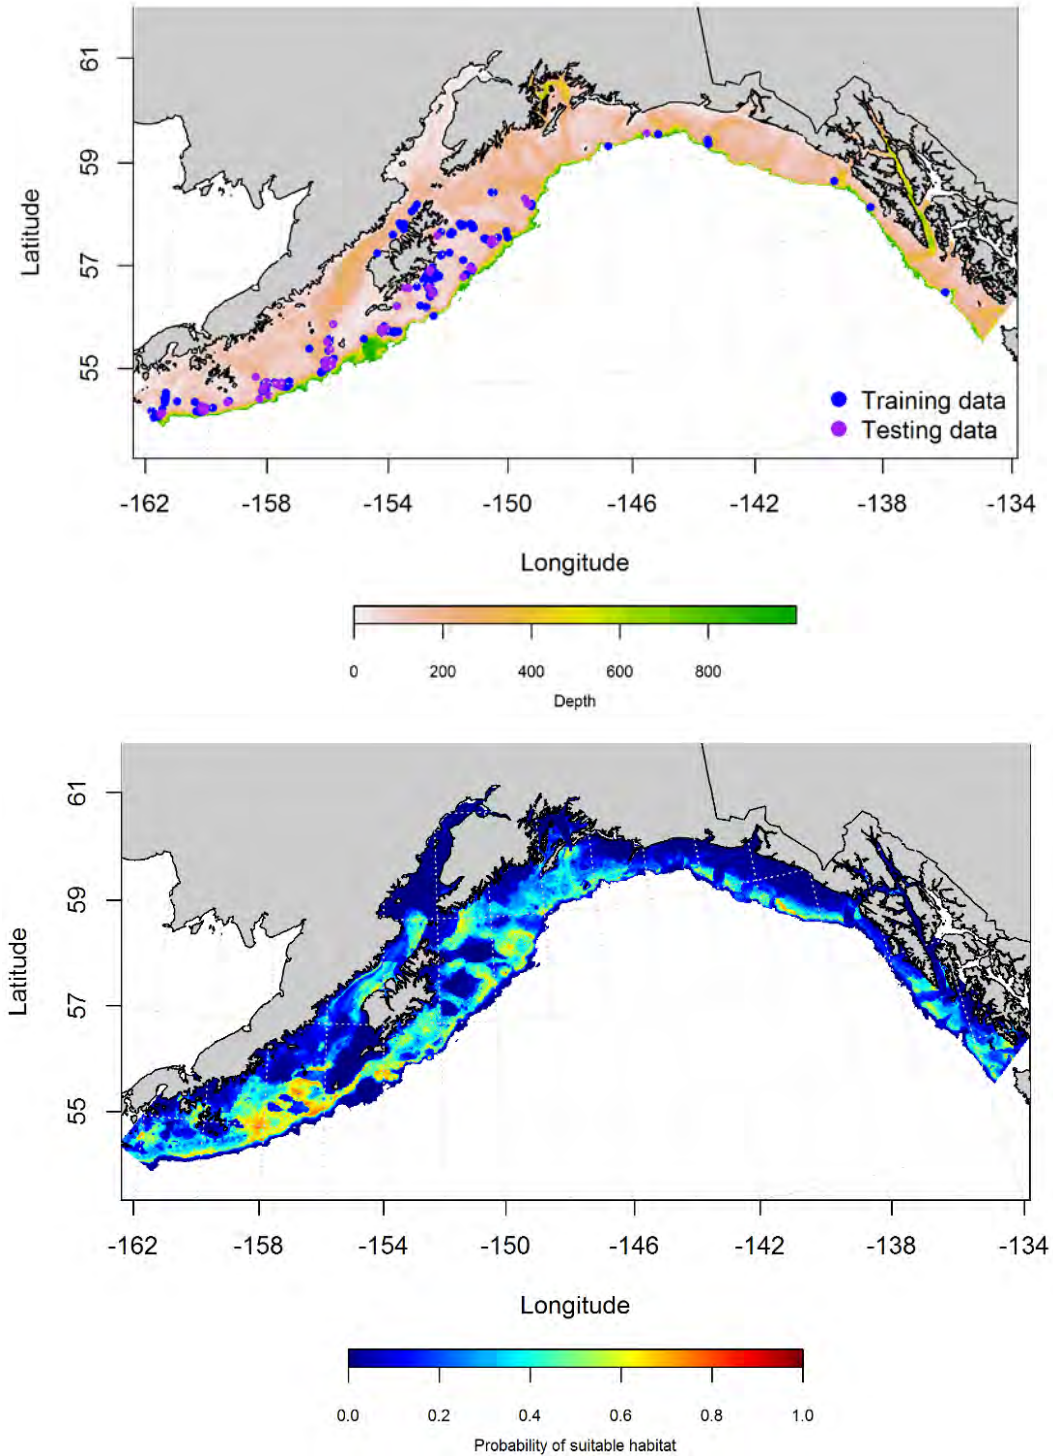 61
59
57
55
Latitude
Training data
Testing data
-162 -158 -154 -150 -146 -142 -138 -134
Longitude
0 200 400 600 800
Depth
61
59
57
55
Latitude
-162 -158 -154 -150 -146 -142 -138 -134
Longitude
0.0 0.2 0.4 0.6 0.8 1.0
Probability of suitable habitat